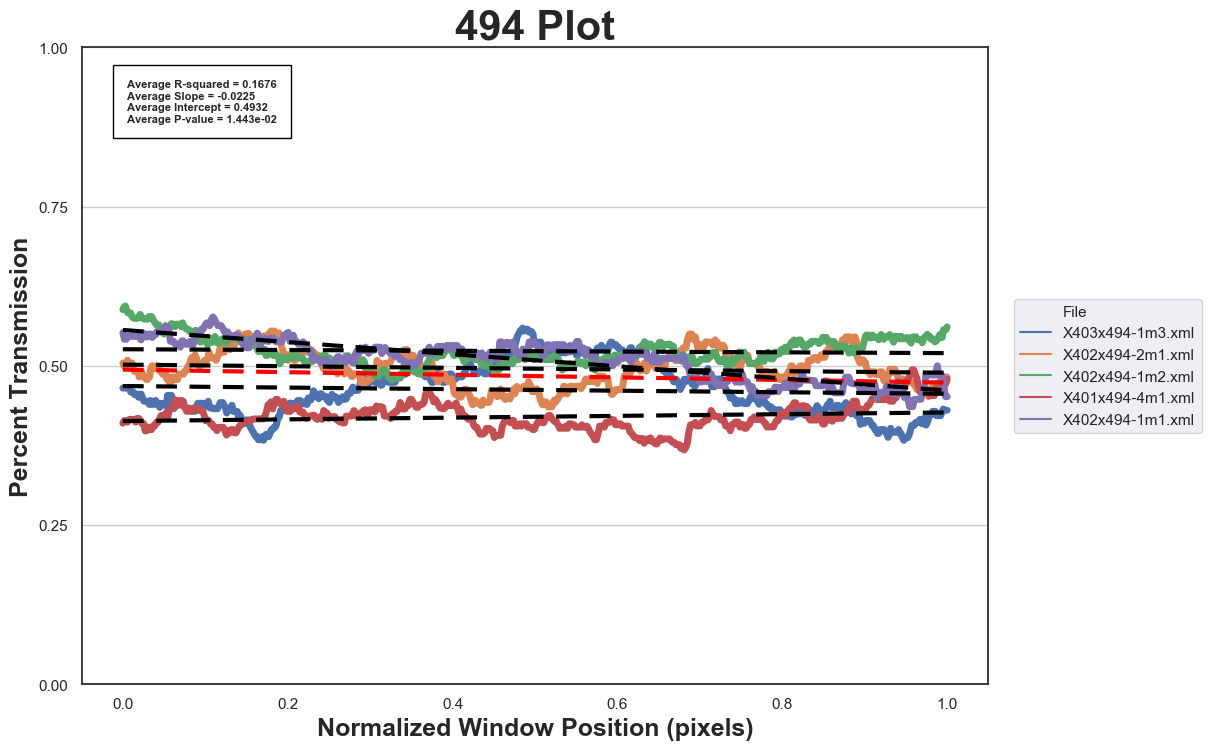 494 Plot
1.00
Average R-squared = 0.1676
Average Slope = -0.0225
Average Intercept = 0.4932
Average P-value = 1.443e-02
0.75
Percent Transmission
0.50
0.25
0.00
0.0 0.2 0.4 0.6 0.8 1.0
Normalized Window Position (pixels)
File
X403x494-1m3.xml
X402x494-2m1.xml
X402x494-1m2.xml
X401x494-4m1.xml
X402x494-1m1.xml